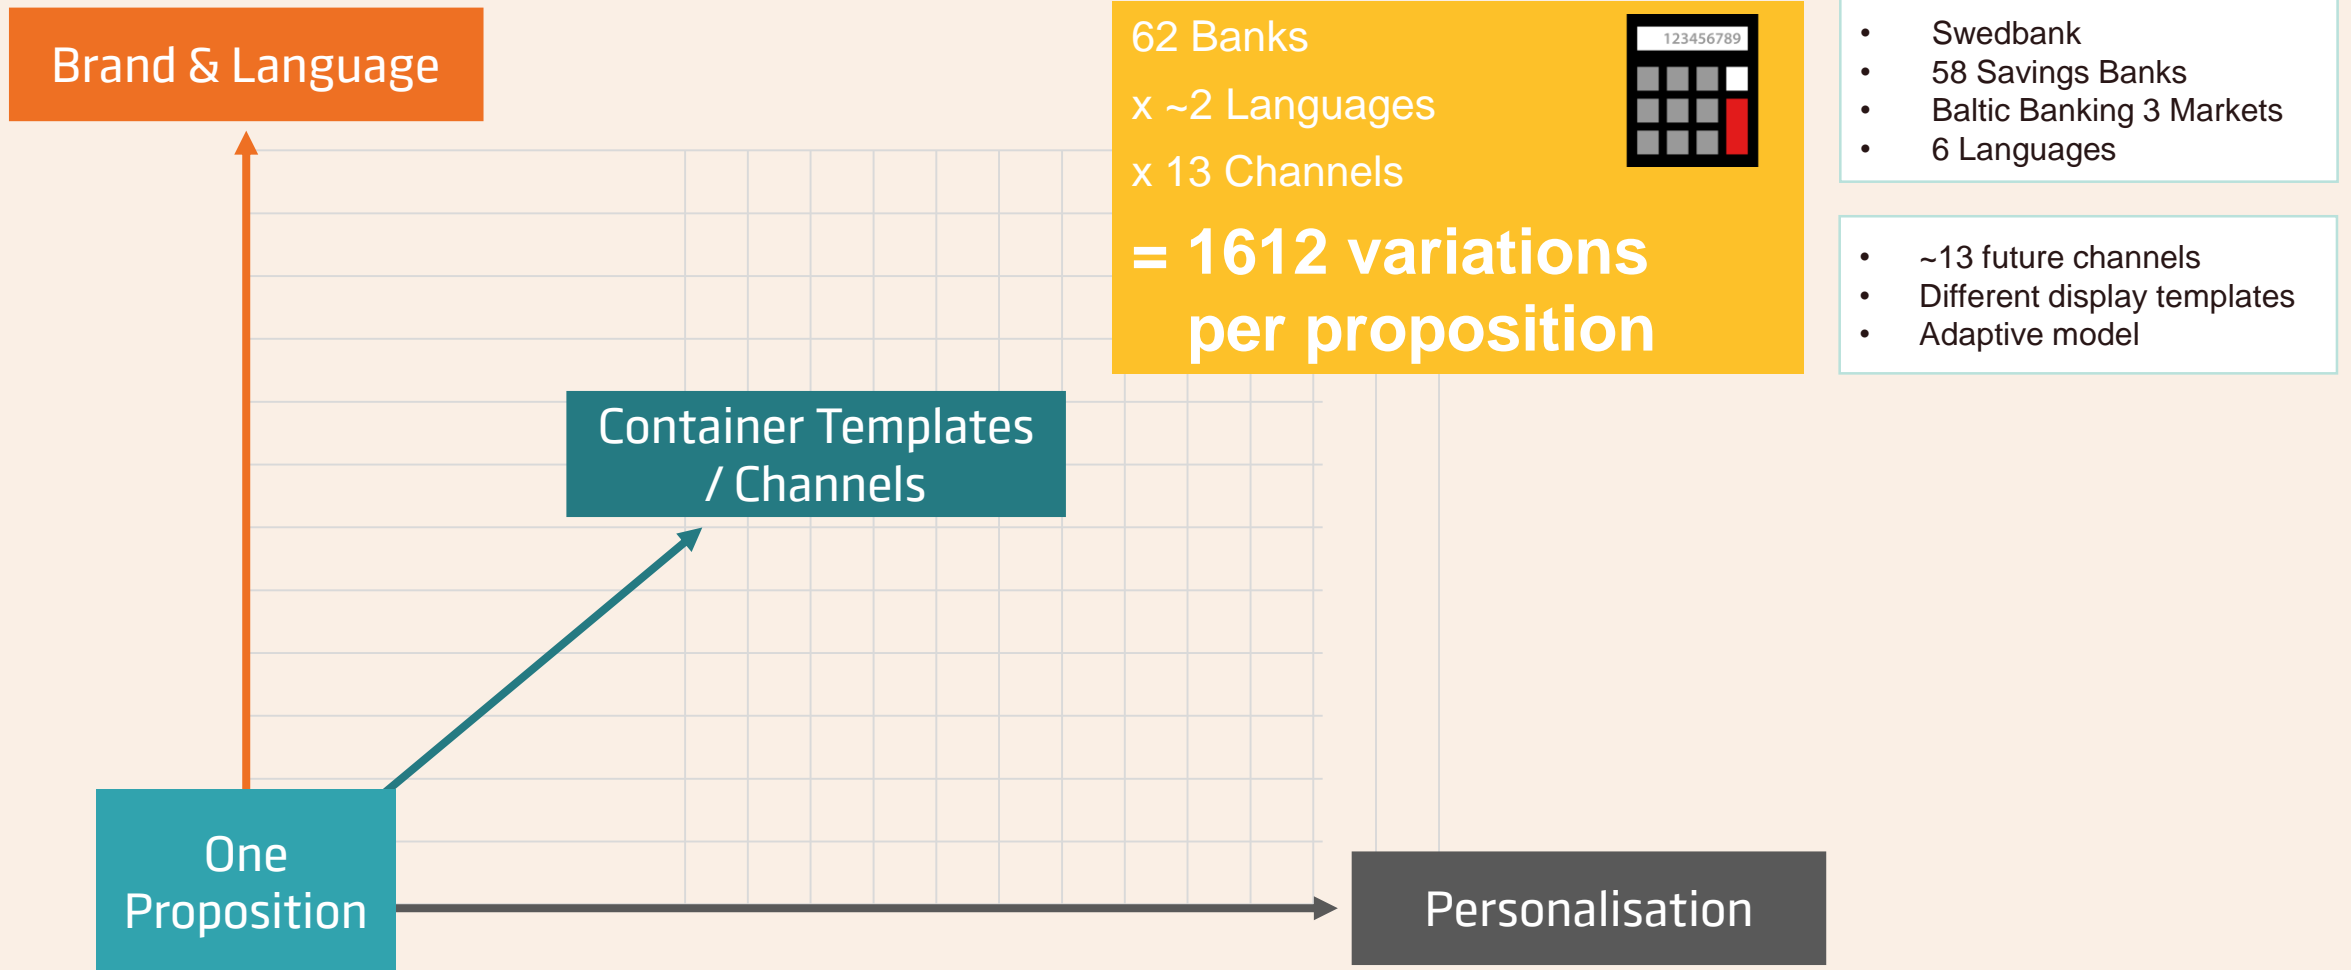 Brand & Language
62 Banks
x ~2 Languages
x 13 Channels
= 1612 variations
per proposition
123456789
• Swedbank
• 58 Savings Banks
• Baltic Banking 3 Markets
• 6 Languages
• ~13 future channels
• Different display templates
• Adaptive model
Container Templates
/ Channels
One
Proposition
Personalisation